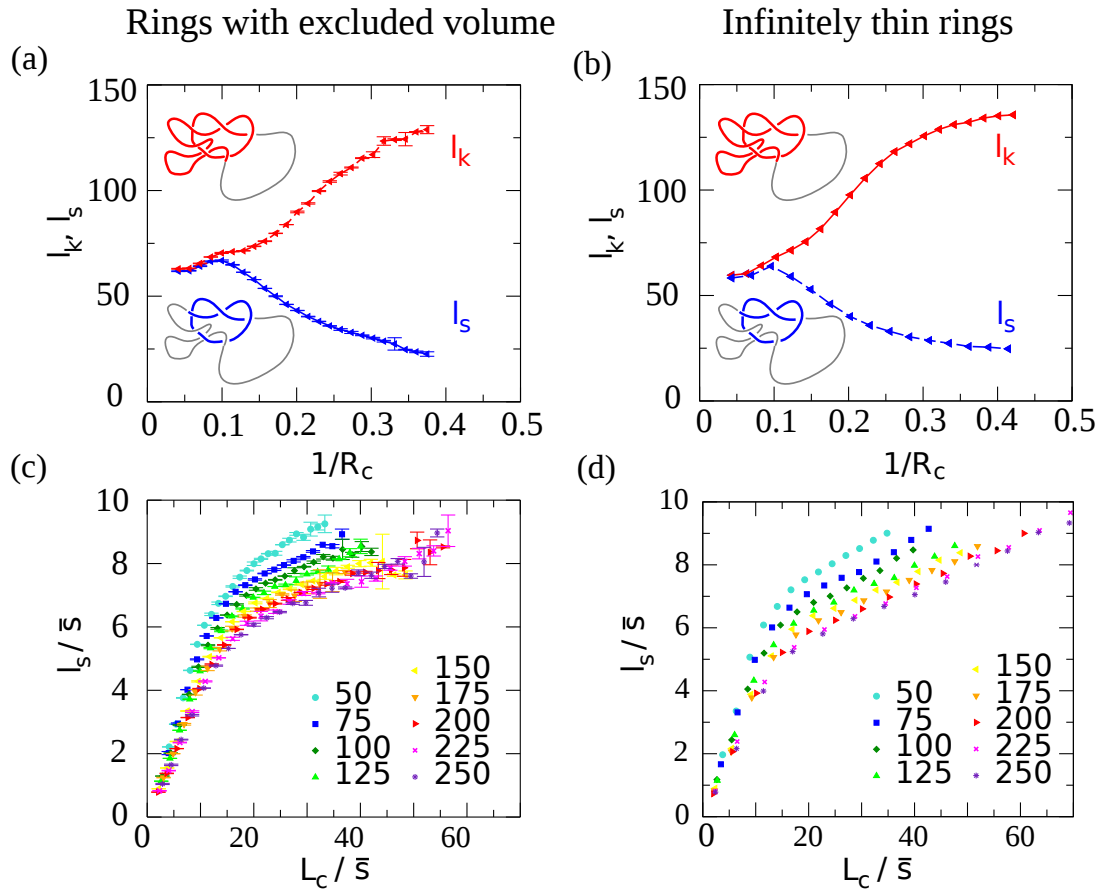 Rings with excluded volume
Infinitely thin rings
(a)
(b)
150
100
50
0
l_k, l_s
l_k
l_s
0 0.1 0.2 0.3 0.4 0.5
1/R_c
150
100
50
0
l_k, l_s
l_k
l_s
0 0.1 0.2 0.3 0.4 0.5
1/R_c
(c)
(d)
10
8
6
4
2
0
l_s / s̄
50
75
100
125
150
175
200
225
250
0 20 40 60
L_c / s̄
10
8
6
4
2
0
l_s / s̄
50
75
100
125
150
175
200
225
250
0 20 40 60
L_c / s̄